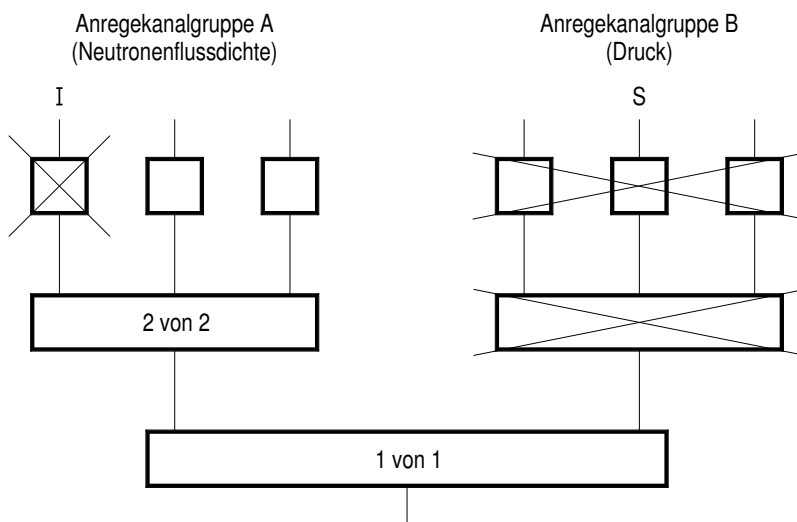 Anregekanalgruppe A
(Neutronenflussdichte)
Anregekanalgruppe B
(Druck)
I
S
2 von 2
1 von 1